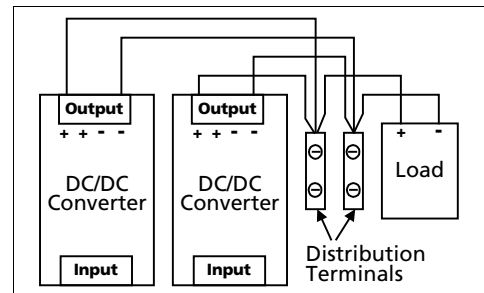 Output
+ + - -
DC/DC
Converter
Input
Output
+ + - -
DC/DC
Converter
Input
+ -
Load
Distribution
Terminals